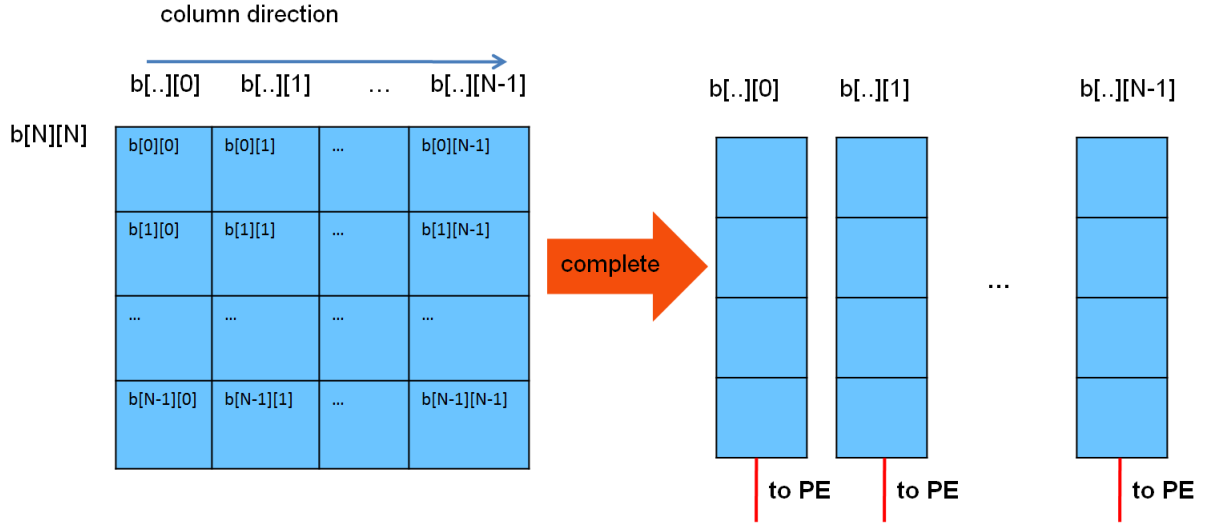 column direction
b[..][0] b[..][1] ... b[..][N-1]
b[..][0] b[..][1] b[..][N-1]
b[N][N]
b[0][0] b[0][1] ... b[0][N-1]
b[1][0] b[1][1] ... b[1][N-1]
... ... ... ...
b[N-1][0] b[N-1][1] ... b[N-1][N-1]
complete
...
to PE to PE to PE